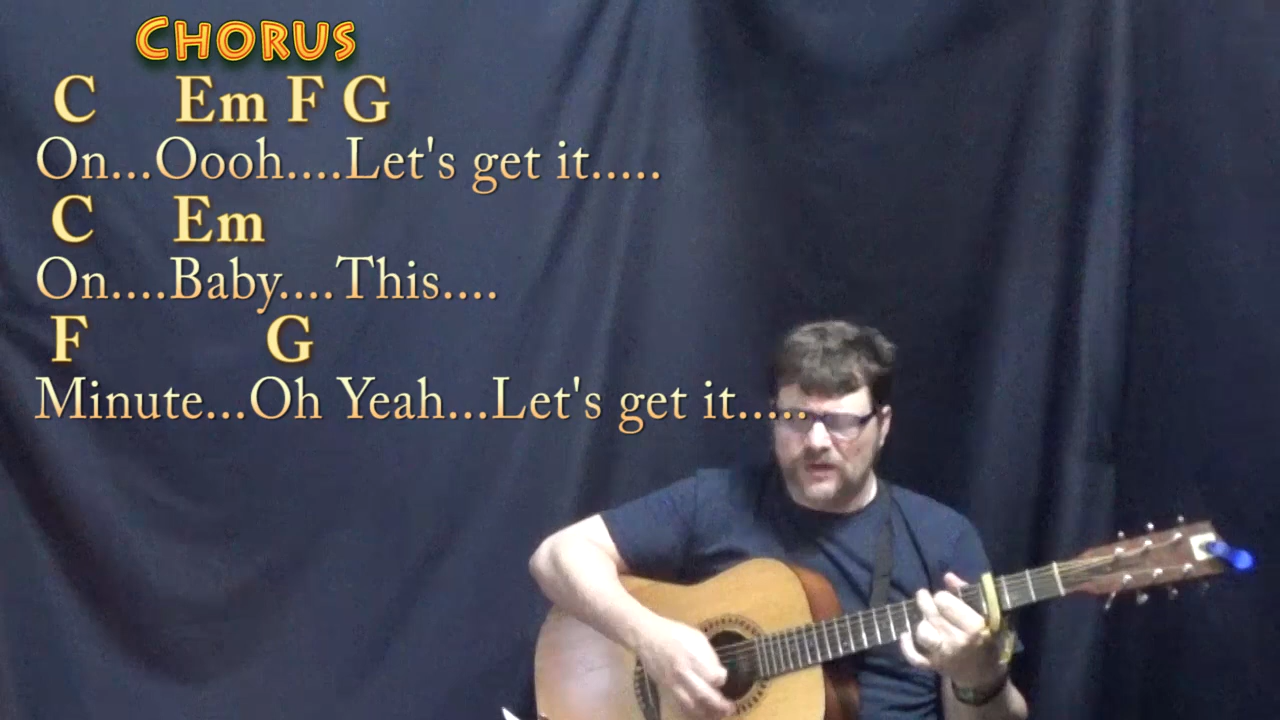 CHORUS
C Em F G
On...Oooh....Let's get it.....
C Em
On....Baby....This....
F G
Minute...Oh Yeah...Let's get it.....